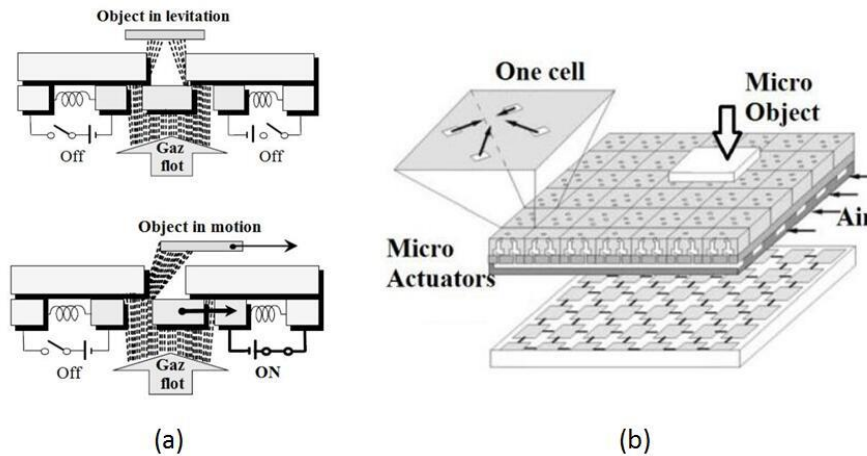 Object in levitation
Off
Off
Gaz
flot
Object in motion
Off
Gaz
flot
ON
(a)
One cell
Micro
Object
Air
Micro
Actuators
(b)